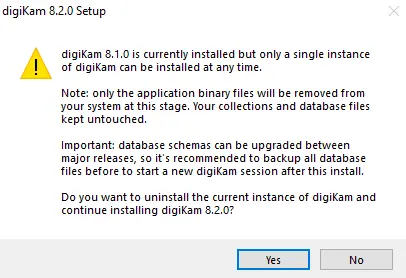 digiKam 8.2.0 Setup
digiKam 8.1.0 is currently installed but only a single instance
of digiKam can be installed at any time.
Note: only the application binary files will be removed from
your system at this stage. Your collections and database files
kept untouched.
Important: database schemas can be upgraded between
major releases, so it's recommended to backup all database
files before to start a new digiKam session after this install.
Do you want to uninstall the current instance of digiKam and
continue installing digiKam 8.2.0?
Yes
No